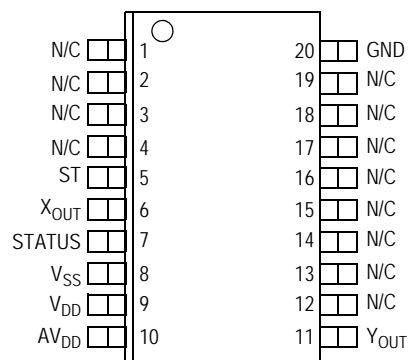 N/C 1 20 GND
N/C 2 19 N/C
N/C 3 18 N/C
N/C 4 17 N/C
ST 5 16 N/C
XOUT 6 15 N/C
STATUS 7 14 N/C
VSS 8 13 N/C
VDD 9 12 N/C
AVDD 10 11 YOUT